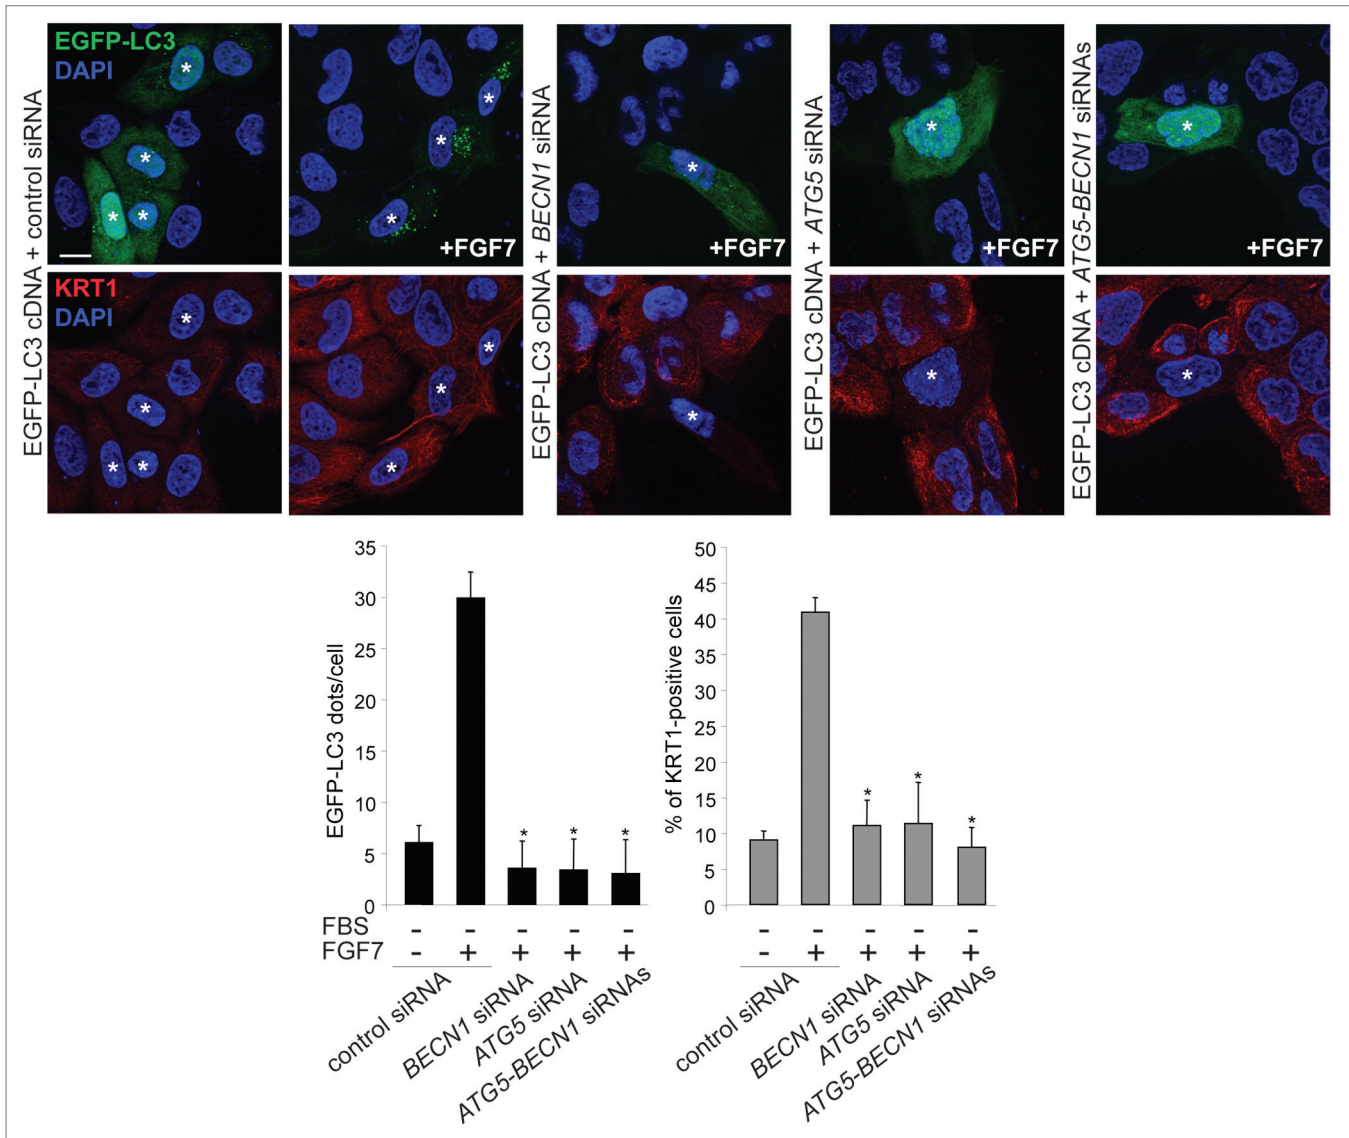 EGFP-LC3 cDNA + control siRNA
EGFP-LC3
DAPI
*
*
*
*
*
*
*
+FGF7
EGFP-LC3 cDNA + BECN1 siRNA
*
+FGF7
EGFP-LC3 cDNA + ATG5 siRNA
*
+FGF7
EGFP-LC3 cDNA + ATG5-BECN1 siRNAs
*
+FGF7
KRT1
DAPI
*
*
*
*
*
*
*
*
*
*
EGFP-LC3 dots/cell
35
30
25
20
15
10
5
0
* * *
FBS - - - - -
FGF7 - + + + +
control siRNA
BECN1 siRNA
ATG5 siRNA
ATG5-BECN1 siRNAs
% of KRT1-positive cells
50
45
40
35
30
25
20
15
10
5
0
* * *
- - - - -
- + + + +
control siRNA
BECN1 siRNA
ATG5 siRNA
ATG5-BECN1 siRNAs